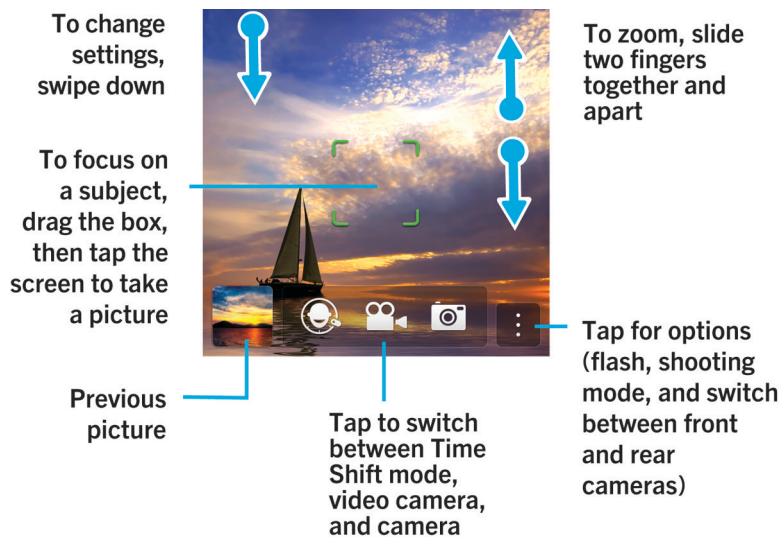 To change
settings,
swipe down
To zoom, slide
two fingers
together and
apart
To focus on
a subject,
drag the box,
then tap the
screen to take
a picture
Previous
picture
Tap to switch
between Time
Shift mode,
video camera,
and camera
Tap for options
(flash, shooting
mode, and switch
between front
and rear
cameras)